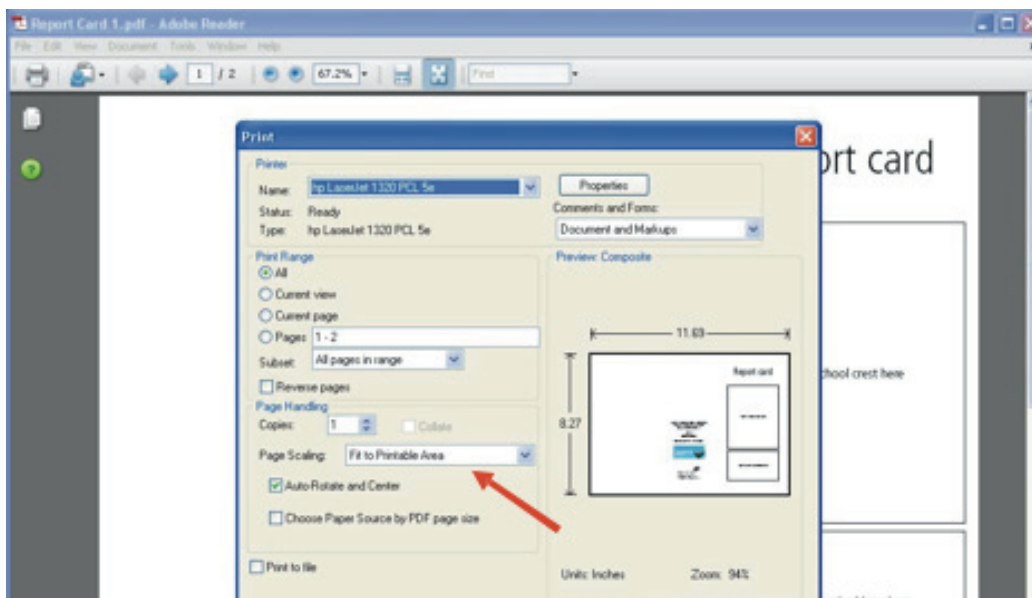 Report Card 1.pdf - Adobe Reader
File Edit View Document Tools Window Help
1 / 2 67.2% Find
ort card
Print
Printer
Name: hp LaserJet 1320 PCL 5e Properties
Status: Ready Comments and Forms:
Type: hp LaserJet 1320 PCL 5e Document and Markups
Print Range Preview: Composite
All
Current view
Current page
Pages 1 - 2
Subset: All pages in range
Reverse pages
11.69
8.27
Report card
chool crest here
Page Handling
Copies: 1 Collate
Page Scaling: Fit to Printable Area
Auto-Rotate and Center
Choose Paper Source by PDF page size
Print to file
Units: Inches Zoom: 94%